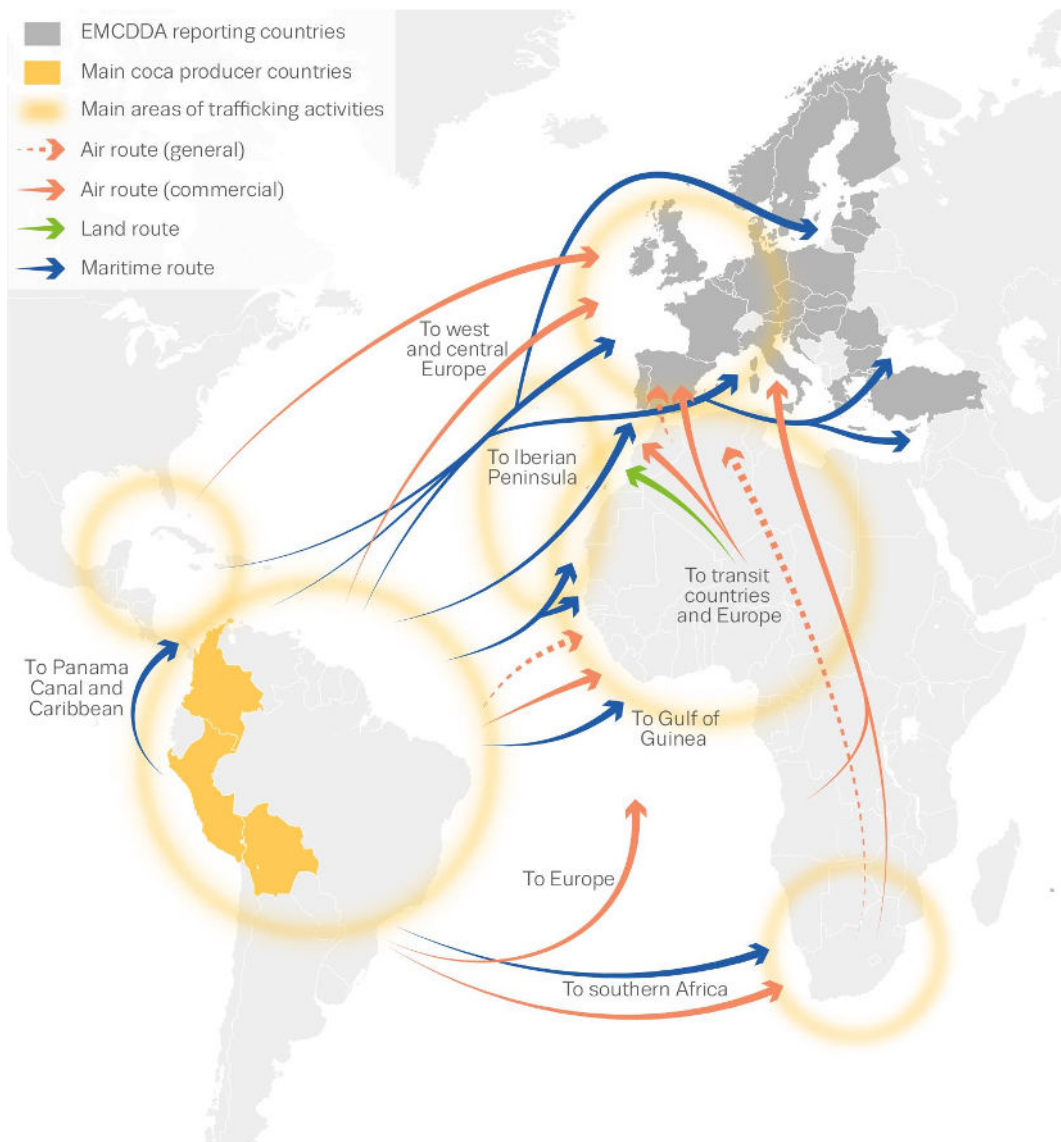 EMCDDA reporting countries
Main coca producer countries
Main areas of trafficking activities
Air route (general)
Air route (commercial)
Land route
Maritime route
To west
and central
Europe
To Iberian
Peninsula
To transit
countries
and Europe
To Panama
Canal and
Caribbean
To Gulf of
Guinea
To Europe
To southern Africa